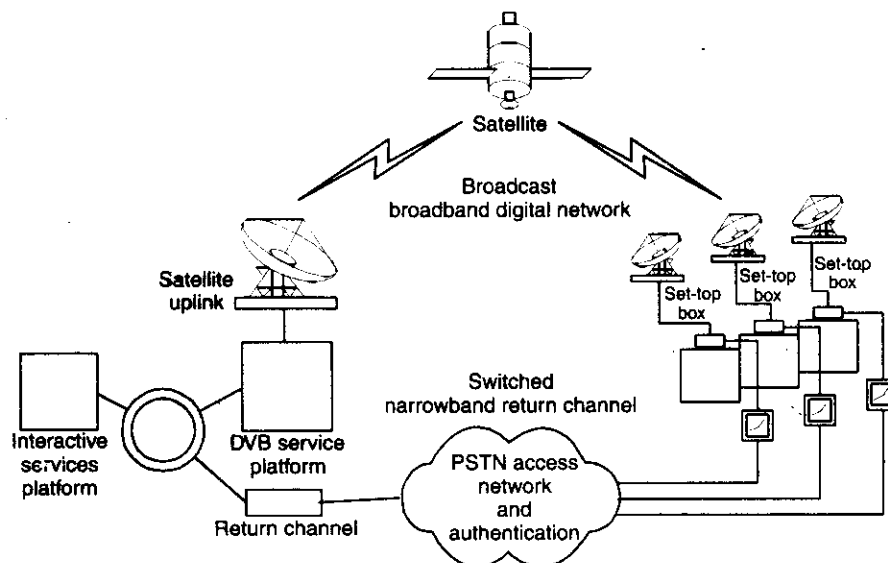 Satellite
Broadcast
broadband digital network
Satellite
uplink
Set-top
box
Set-top
box
Set-top
box
Interactive
services
platform
DVB service
platform
Switched
narrowband return channel
Return channel
PSTN access
network
and
authentication